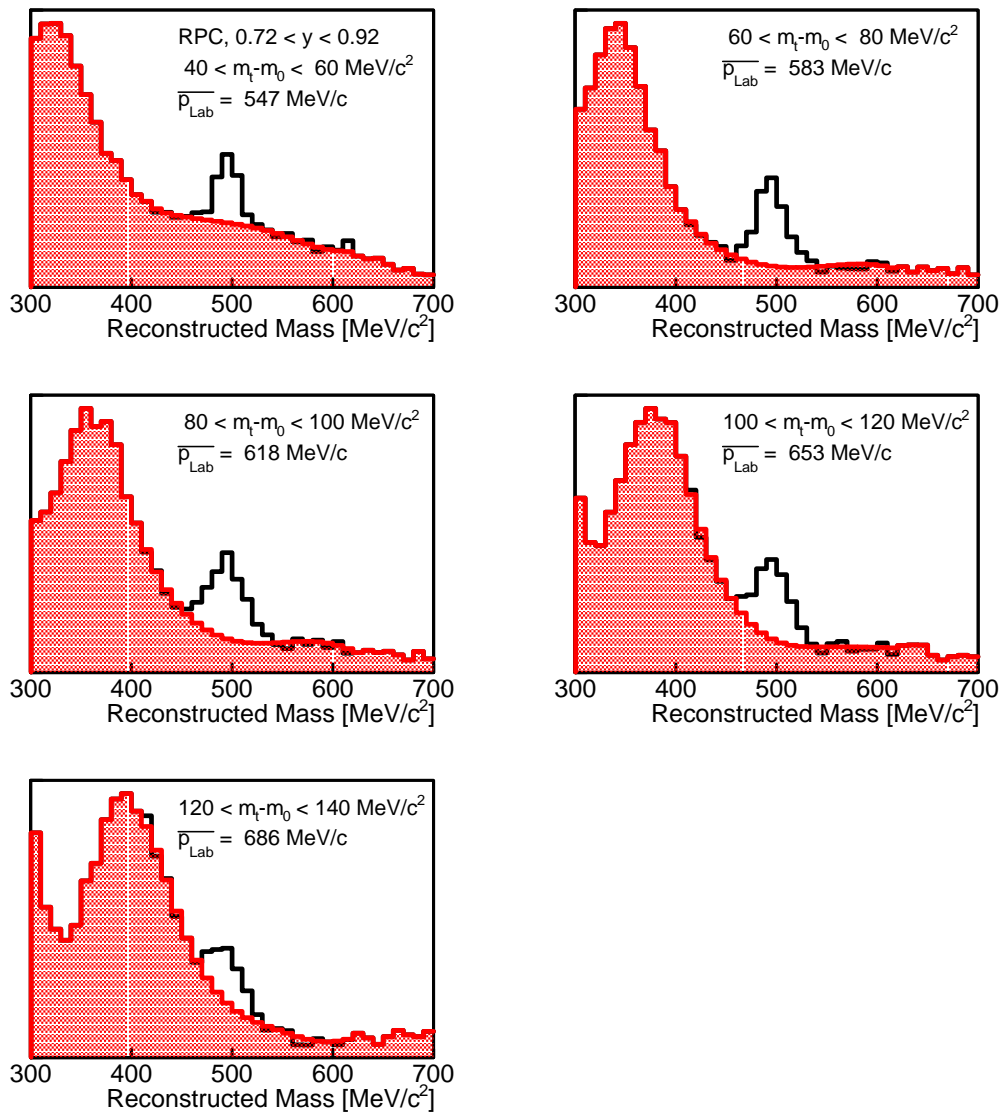 RPC, 0.72 < y < 0.92
40 < m_t-m_0 < 60 MeV/c^2
p_Lab = 547 MeV/c
300 400 500 600 700
Reconstructed Mass [MeV/c^2]
60 < m_t-m_0 < 80 MeV/c^2
p_Lab = 583 MeV/c
300 400 500 600 700
Reconstructed Mass [MeV/c^2]
80 < m_t-m_0 < 100 MeV/c^2
p_Lab = 618 MeV/c
300 400 500 600 700
Reconstructed Mass [MeV/c^2]
100 < m_t-m_0 < 120 MeV/c^2
p_Lab = 653 MeV/c
300 400 500 600 700
Reconstructed Mass [MeV/c^2]
120 < m_t-m_0 < 140 MeV/c^2
p_Lab = 686 MeV/c
300 400 500 600 700
Reconstructed Mass [MeV/c^2]